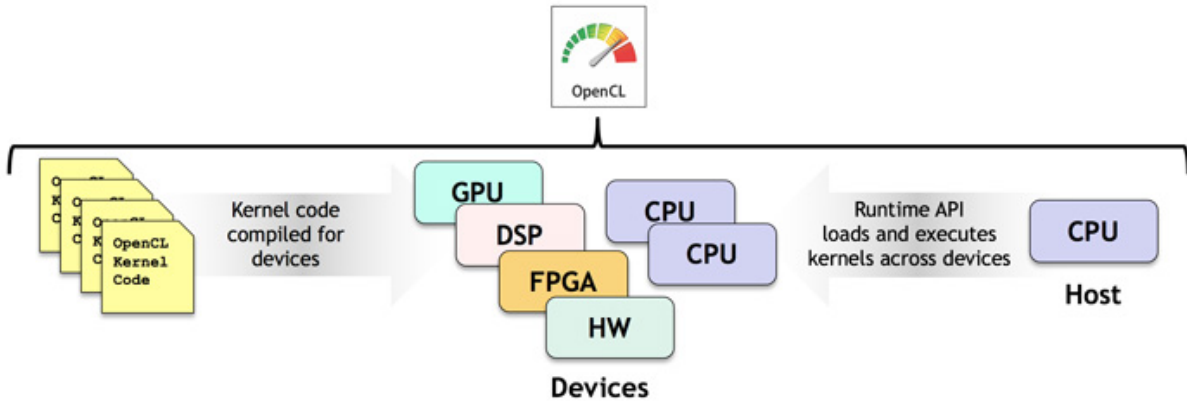 OpenCL
OpenCL
Kernel
Code
Kernel code
compiled for
devices
GPU
DSP
FPGA
HW
CPU
CPU
Devices
Runtime API
loads and executes
kernels across devices
CPU
Host